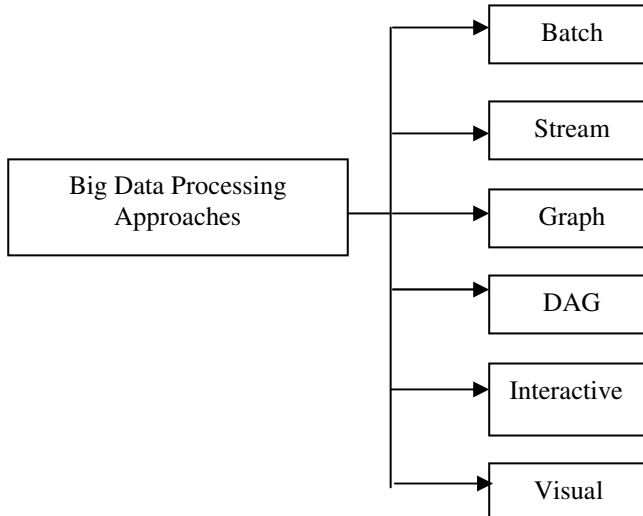 Big Data Processing
Approaches
Batch
Stream
Graph
DAG
Interactive
Visual